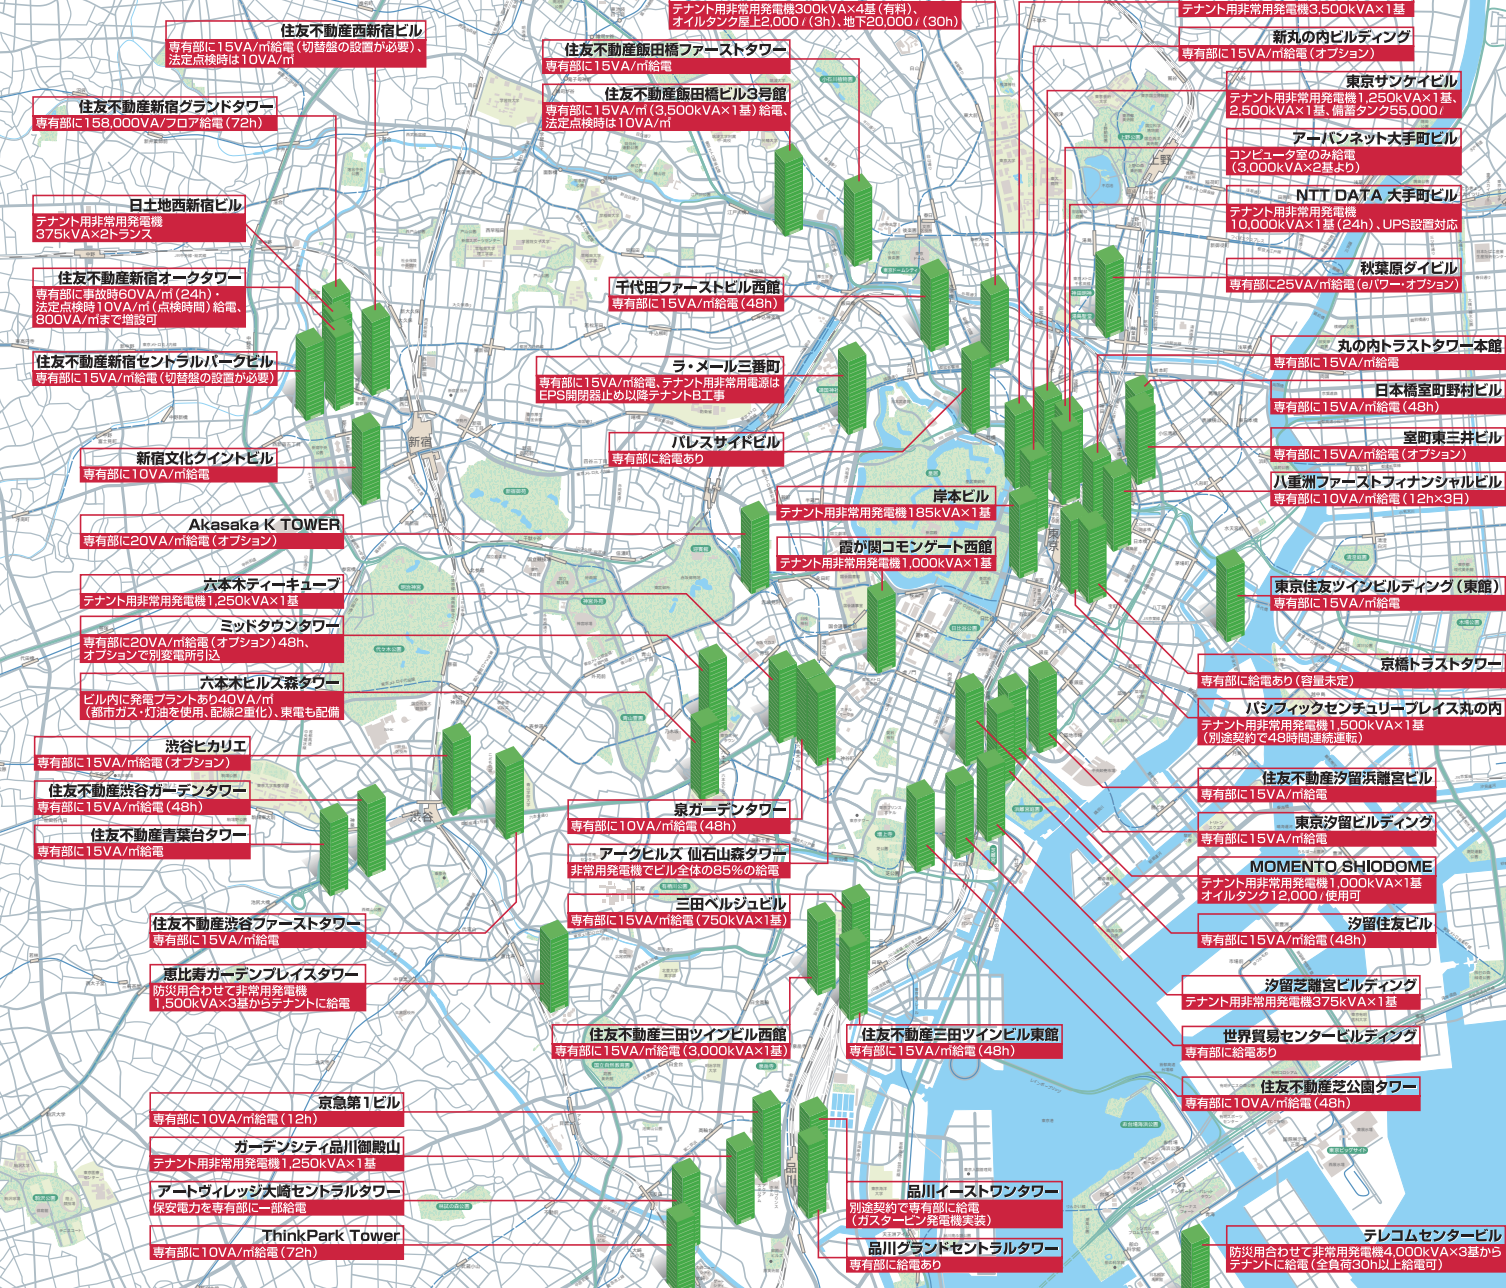 テナント用非常用発電機300kVA×4基（有料）、
オイルタンク屋上2,000ℓ（3h）、地下20,000ℓ（30h）
テナント用非常用発電機3,500kVA×1基
住友不動産西新宿ビル
専有部に15VA/㎡給電（切替盤の設置が必要）、
法定点検時は10VA/㎡
住友不動産飯田橋ファーストタワー
専有部に15VA/㎡給電
新丸の内ビルディング
専有部に15VA/㎡給電（オプション）
住友不動産新宿グランドタワー
専有部に158,000VA/フロア給電（72h）
住友不動産飯田橋ビル3号館
専有部に15VA/㎡（3,500kVA×1基）給電、
法定点検時は10VA/㎡
東京サンケイビル
テナント用非常用発電機1,250kVA×1基、
2,500kVA×1基、備蓄タンク55,000ℓ
アーバンネット大手町ビル
コンピュータ室のみ給電
（3,000kVA×2基より）
上野
日土地西新宿ビル
テナント用非常用発電機
375kVA×2トランス
NTT DATA 大手町ビル
テナント用非常用発電機
10,000kVA×1基（24h）、UPS設置対応
住友不動産新宿オークタワー
専有部に事故時60VA/㎡（24h）・
法定点検時10VA/㎡（点検時間）給電、
800VA/㎡まで増設可
千代田ファーストビル西館
専有部に15VA/㎡給電（48h）
秋葉原ダイビル
専有部に25VA/㎡給電（eパワー・オプション）
住友不動産新宿セントラルパークビル
専有部に15VA/㎡給電（切替盤の設置が必要）
ラ・メール三番町
専有部に15VA/㎡給電、テナント用非常用電源は
EPS開閉器止め以降テナントB工事
丸の内トラストタワー本館
専有部に15VA/㎡給電
日本橋室町野村ビル
専有部に15VA/㎡給電（48h）
新宿
パレスサイドビル
専有部に給電あり
室町東三井ビル
専有部に15VA/㎡給電（オプション）
新宿文化クイントビル
専有部に10VA/㎡給電
八重洲ファーストフィナンシャルビル
専有部に10VA/㎡給電（12h×3日）
岸本ビル
テナント用非常用発電機185kVA×1基
Akasaka K TOWER
専有部に20VA/㎡給電（オプション）
東京
霞が関コモンゲート西館
テナント用非常用発電機1,000kVA×1基
六本木ティーキューブ
テナント用非常用発電機1,250kVA×1基
東京住友ツインビルディング（東館）
専有部に15VA/㎡給電
ミッドタウンタワー
専有部に20VA/㎡給電（オプション）48h、
オプションで別変電所引込
京橋トラストタワー
専有部に給電あり（容量未定）
六本木ヒルズ森タワー
ビル内に発電プラントあり40VA/㎡
（都市ガス・灯油を使用、配線2重化）、東電も配備
パシフィックセンチュリープレイス丸の内
テナント用非常用発電機1,500kVA×1基
（別途契約で48時間連続運転）
渋谷ヒカリエ
専有部に15VA/㎡給電（オプション）
住友不動産汐留浜離宮ビル
専有部に15VA/㎡給電
住友不動産渋谷ガーデンタワー
専有部に15VA/㎡給電（48h）
渋谷
泉ガーデンタワー
専有部に10VA/㎡給電（48h）
東京汐留ビルディング
専有部に15VA/㎡給電
住友不動産青葉台タワー
専有部に15VA/㎡給電
アークヒルズ 仙石山森タワー
非常用発電機でビル全体の85%の給電
MOMENTO SHIODOME
テナント用非常用発電機1,000kVA×1基
オイルタンク12,000ℓ使用可
三田ベルジュビル
専有部に15VA/㎡給電（750kVA×1基）
住友不動産渋谷ファーストタワー
専有部に15VA/㎡給電
汐留住友ビル
専有部に15VA/㎡給電（48h）
恵比寿ガーデンプレイスタワー
防災用合わせて非常用発電機
1,500kVA×3基からテナントに給電
汐留芝離宮ビルディング
テナント用非常用発電機375kVA×1基
住友不動産三田ツインビル西館
専有部に15VA/㎡給電（3,000kVA×1基）
住友不動産三田ツインビル東館
専有部に15VA/㎡給電（48h）
世界貿易センタービルディング
専有部に給電あり
住友不動産芝公園タワー
専有部に10VA/㎡給電（48h）
京急第1ビル
専有部に10VA/㎡給電（12h）
ガーデンシティ品川御殿山
テナント用非常用発電機1,250kVA×1基
品川
アートヴィレッジ大崎セントラルタワー
保安電力を専有部に一部給電
品川イーストワンタワー
別途契約で専有部に給電
（ガスタービン発電機実装）
ThinkPark Tower
専有部に10VA/㎡給電（72h）
品川グランドセントラルタワー
専有部に給電あり
テレコムセンタービル
防災用合わせて非常用発電機4,000kVA×3基から
テナントに給電（全負荷30h以上給電可）